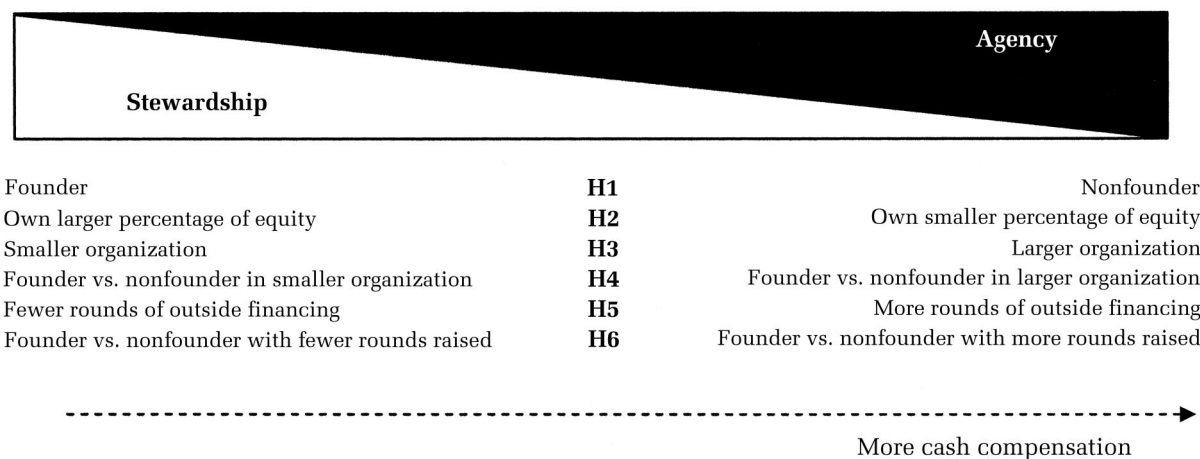 Agency
Stewardship
Founder H1 Nonfounder
Own larger percentage of equity H2 Own smaller percentage of equity
Smaller organization H3 Larger organization
Founder vs. nonfounder in smaller organization H4 Founder vs. nonfounder in larger organization
Fewer rounds of outside financing H5 More rounds of outside financing
Founder vs. nonfounder with fewer rounds raised H6 Founder vs. nonfounder with more rounds raised
More cash compensation